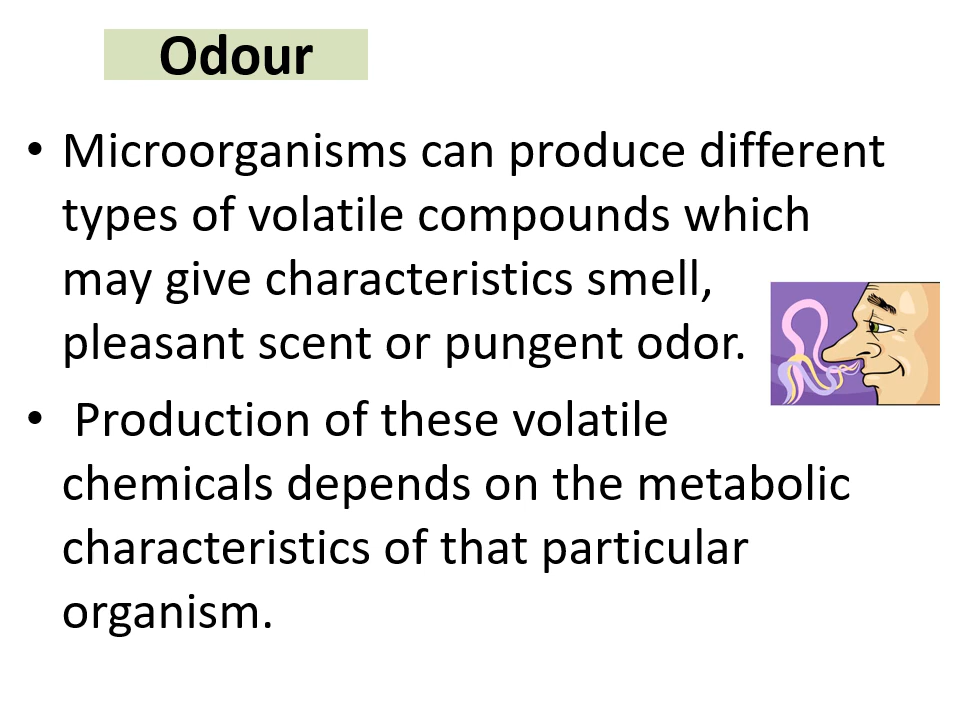 Odour
• Microorganisms can produce different
types of volatile compounds which
may give characteristics smell,
pleasant scent or pungent odor.
• Production of these volatile
chemicals depends on the metabolic
characteristics of that particular
organism.